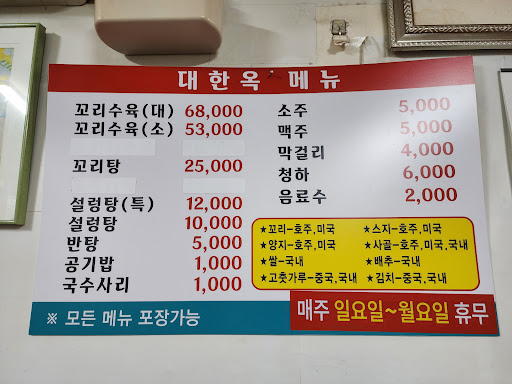 대한옥 메뉴
꼬리수육(대) 68,000
꼬리수육(소) 53,000
꼬리탕 25,000
설렁탕(특) 12,000
설렁탕 10,000
반탕 5,000
공기밥 1,000
국수사리 1,000
소주 5,000
맥주 5,000
막걸리 4,000
청하 6,000
음료수 2,000
★꼬리-호주,미국 ★스지-호주,미국
★양지-호주,미국 ★사골-호주,미국,국내
★쌀-국내 ★배추-국내
★고춧가루-중국,국내 ★김치-중국,국내
※ 모든 메뉴 포장가능
매주 일요일~월요일 휴무